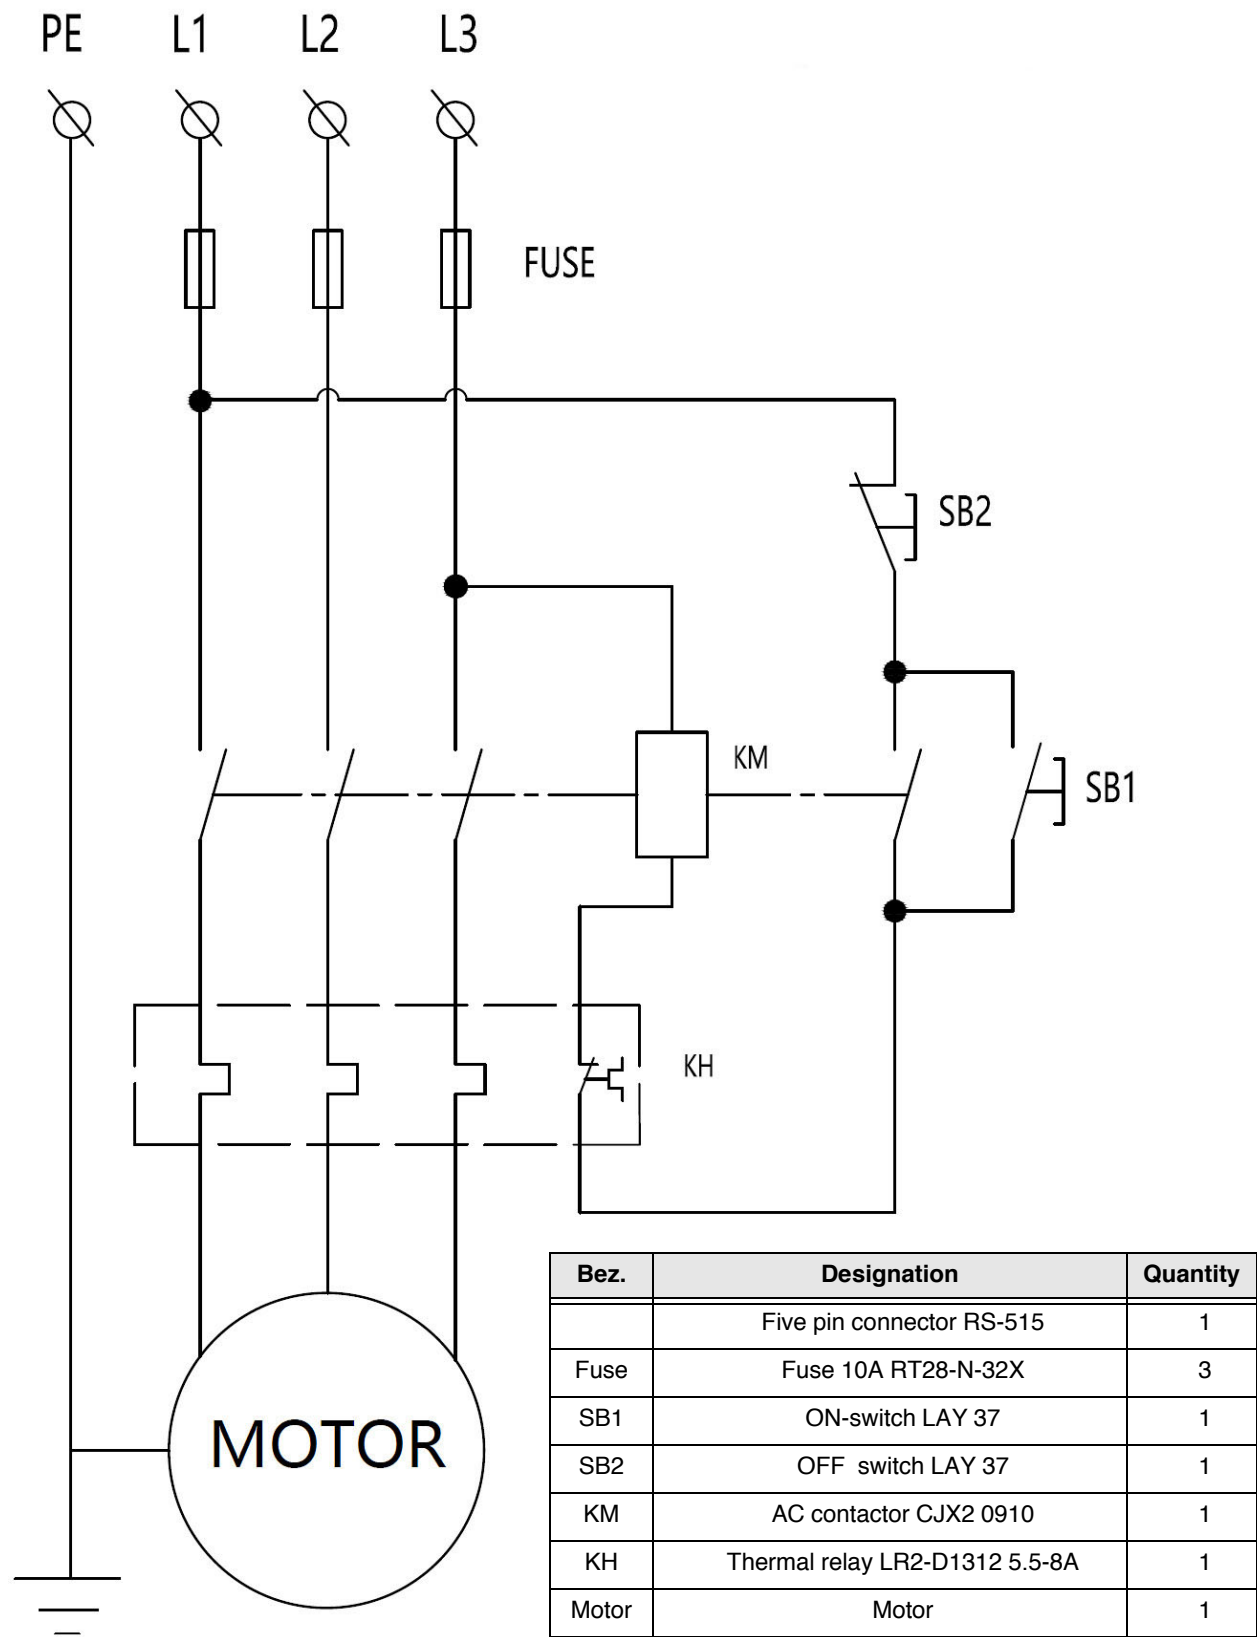 PE L1 L2 L3
FUSE
SB2
KM
SB1
KH
MOTOR
Bez. Designation Quantity
Five pin connector RS-515 1
Fuse Fuse 10A RT28-N-32X 3
SB1 ON-switch LAY 37 1
SB2 OFF switch LAY 37 1
KM AC contactor CJX2 0910 1
KH Thermal relay LR2-D1312 5.5-8A 1
Motor Motor 1